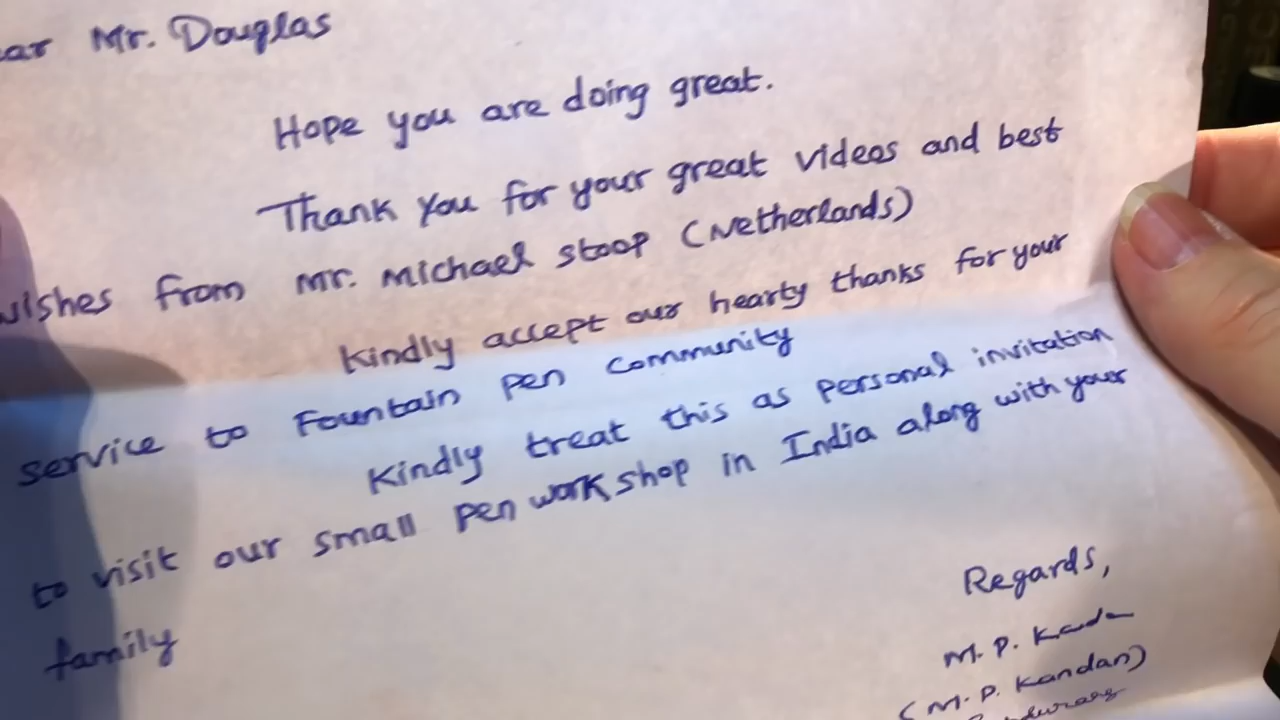 ar Mr. Douglas
Hope you are doing great.
Thank you for your great videos and best
wishes from Mr. Michael stoop (Netherlands)
Kindly accept our hearty thanks for your
service to Fountain pen community
Kindly treat this as personal invitation
to visit our small pen workshop in India along with your
family
Regards,
M. P. Kanda
(M. P. Kandan)